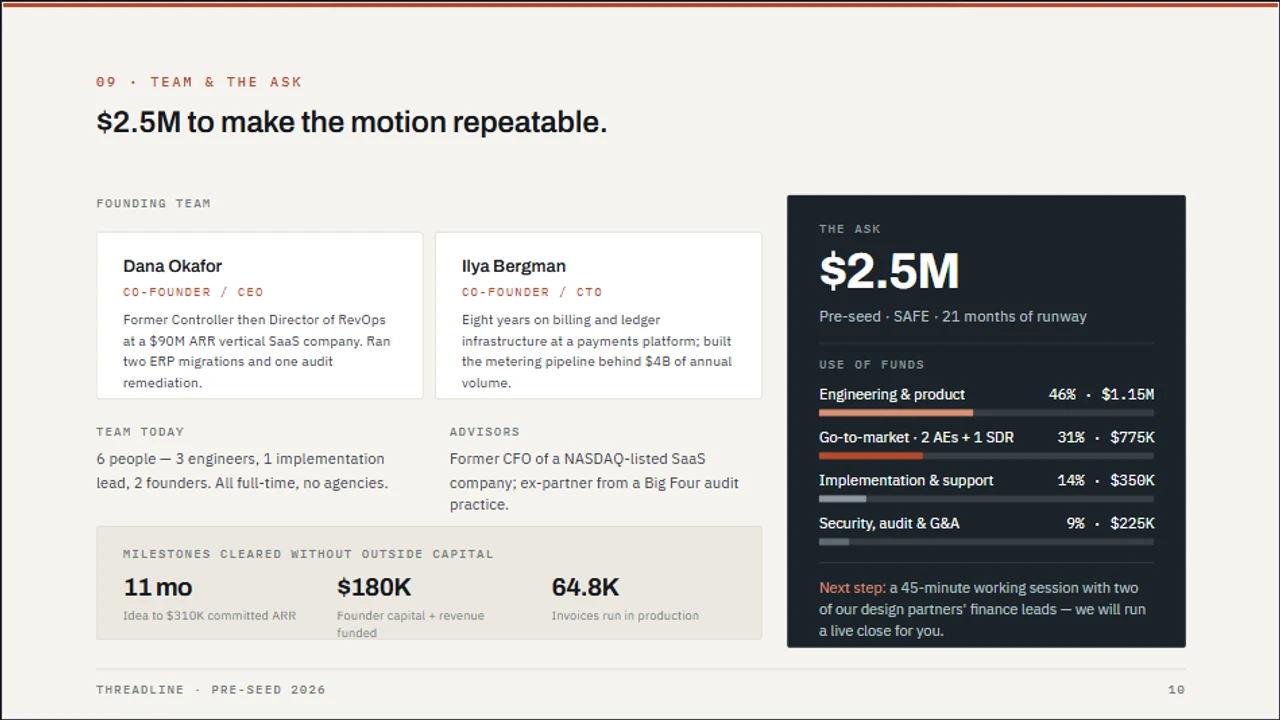 09 · TEAM & THE ASK
$2.5M to make the motion repeatable.
FOUNDING TEAM
Dana Okafor
CO-FOUNDER / CEO
Former Controller then Director of RevOps
at a $90M ARR vertical SaaS company. Ran
two ERP migrations and one audit
remediation.
Ilya Bergman
CO-FOUNDER / CTO
Eight years on billing and ledger
infrastructure at a payments platform; built
the metering pipeline behind $4B of annual
volume.
TEAM TODAY
6 people — 3 engineers, 1 implementation
lead, 2 founders. All full-time, no agencies.
ADVISORS
Former CFO of a NASDAQ-listed SaaS
company; ex-partner from a Big Four audit
practice.
MILESTONES CLEARED WITHOUT OUTSIDE CAPITAL
11 mo
Idea to $310K committed ARR
$180K
Founder capital + revenue
funded
64.8K
Invoices run in production
THE ASK
$2.5M
Pre-seed · SAFE · 21 months of runway
USE OF FUNDS
Engineering & product 46% · $1.15M
Go-to-market · 2 AEs + 1 SDR 31% · $775K
Implementation & support 14% · $350K
Security, audit & G&A 9% · $225K
Next step: a 45-minute working session with two
of our design partners' finance leads — we will run
a live close for you.
THREADLINE · PRE-SEED 2026
10